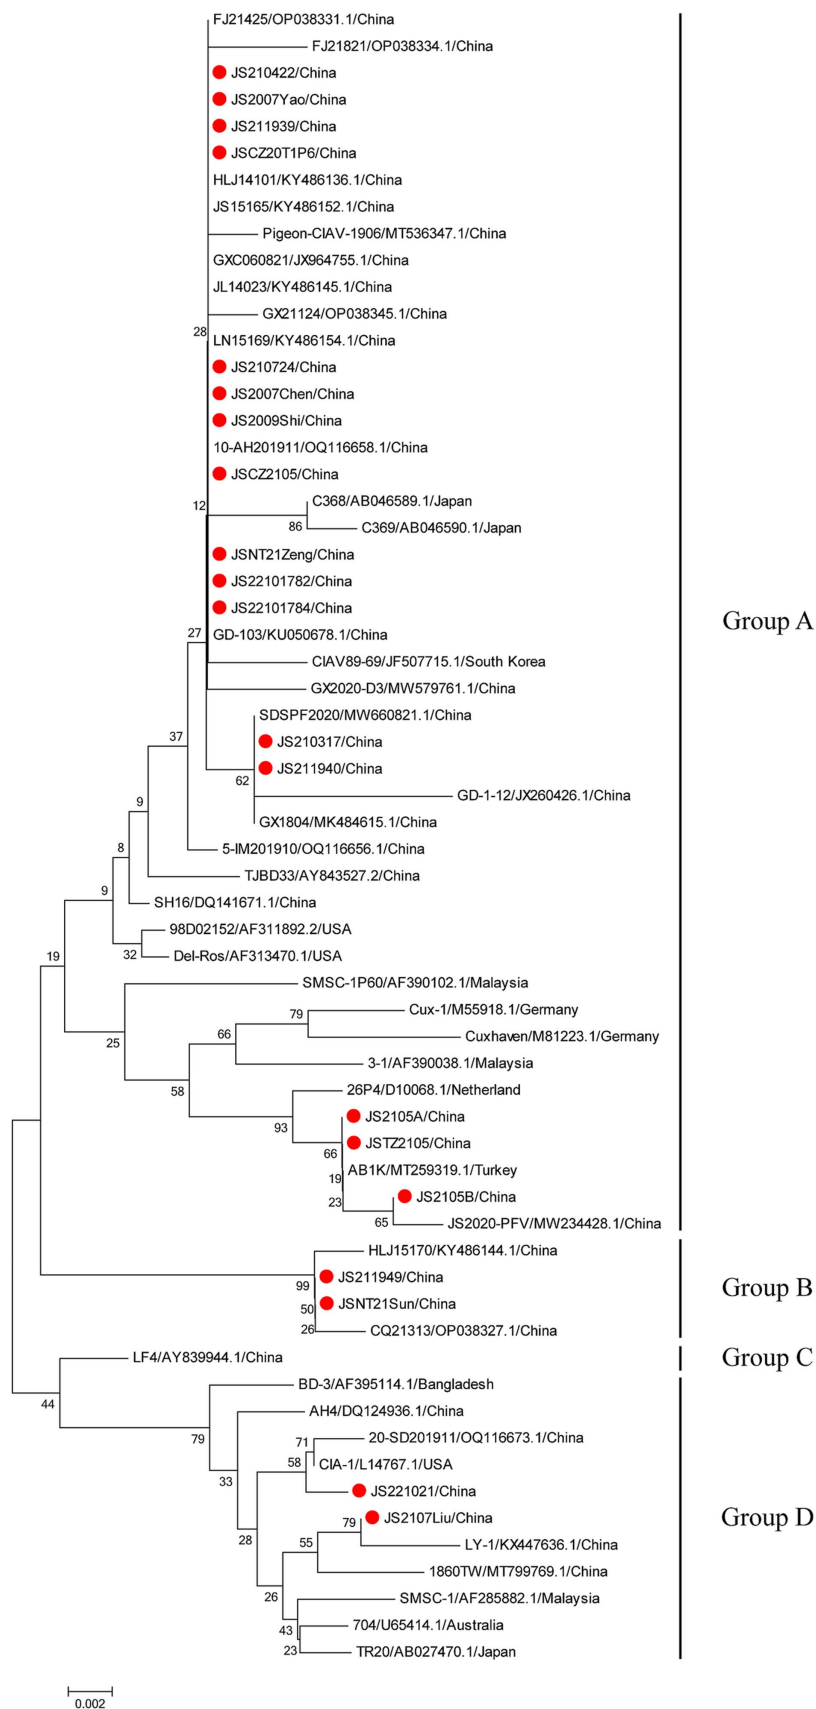 FJ21425/OP038331.1/China
FJ21821/OP038334.1/China
JS210422/China
JS2007Yao/China
JS211939/China
JSCZ20T1P6/China
HLJ14101/KY486136.1/China
JS15165/KY486152.1/China
Pigeon-CIAV-1906/MT536347.1/China
GXC060821/JX964755.1/China
JL14023/KY486145.1/China
GX21124/OP038345.1/China
28
LN15169/KY486154.1/China
JS210724/China
JS2007Chen/China
JS2009Shi/China
10-AH201911/OQ116658.1/China
JSCZ2105/China
12
C368/AB046589.1/Japan
86
C369/AB046590.1/Japan
JSNT21Zeng/China
JS22101782/China
JS22101784/China
Group A
27
GD-103/KU050678.1/China
CIAV89-69/JF507715.1/South Korea
GX2020-D3/MW579761.1/China
SDSPF2020/MW660821.1/China
37
JS210317/China
JS211940/China
62
GD-1-12/JX260426.1/China
9
GX1804/MK484615.1/China
8
5-IM201910/OQ116656.1/China
TJBD33/AY843527.2/China
9
SH16/DQ141671.1/China
98D02152/AF311892.2/USA
32
Del-Ros/AF313470.1/USA
19
SMSC-1P60/AF390102.1/Malaysia
79
Cux-1/M55918.1/Germany
66
Cuxhaven/M81223.1/Germany
25
3-1/AF390038.1/Malaysia
58
26P4/D10068.1/Netherland
93
JS2105A/China
JSTZ2105/China
66
AB1K/MT259319.1/Turkey
19
23
JS2105B/China
65
JS2020-PFV/MW234428.1/China
HLJ15170/KY486144.1/China
99
JS211949/China
Group B
50
JSNT21Sun/China
26
CQ21313/OP038327.1/China
LF4/AY839944.1/China
Group C
44
BD-3/AF395114.1/Bangladesh
79
AH4/DQ124936.1/China
33
71
20-SD201911/OQ116673.1/China
58
CIA-1/L14767.1/USA
JS221021/China
28
79
JS2107Liu/China
Group D
55
LY-1/KX447636.1/China
1860TW/MT799769.1/China
26
SMSC-1/AF285882.1/Malaysia
43
704/U65414.1/Australia
23
TR20/AB027470.1/Japan
0.002